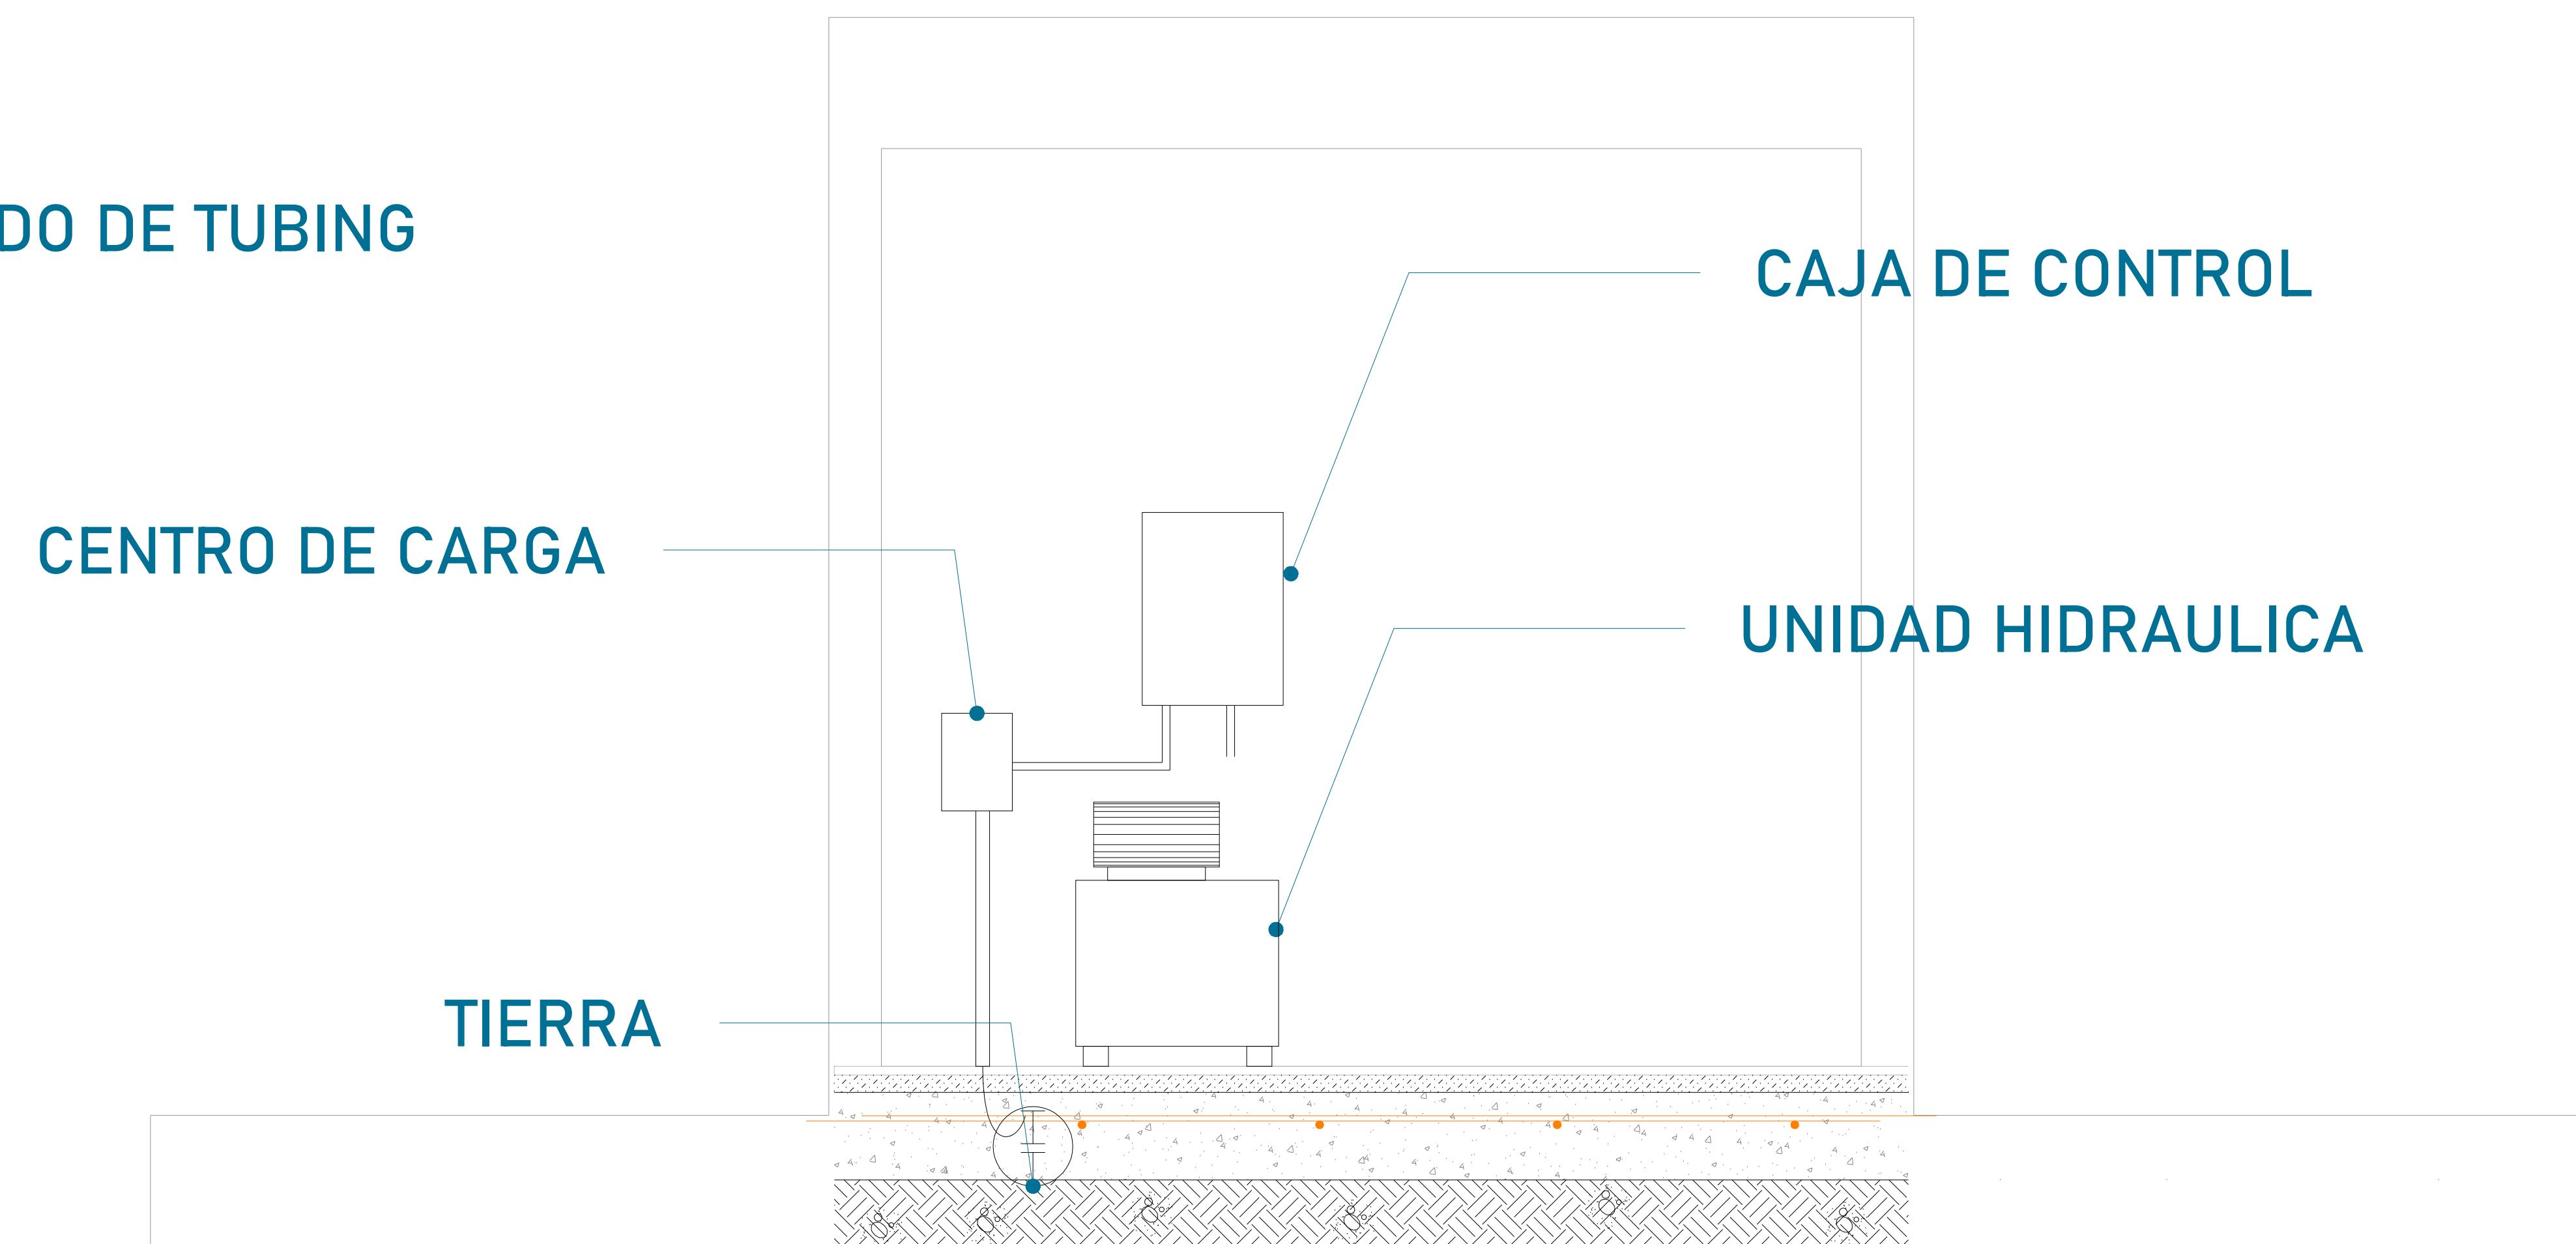 DO DE TUBING
CAJA DE CONTROL
CENTRO DE CARGA
UNIDAD HIDRAULICA
TIERRA